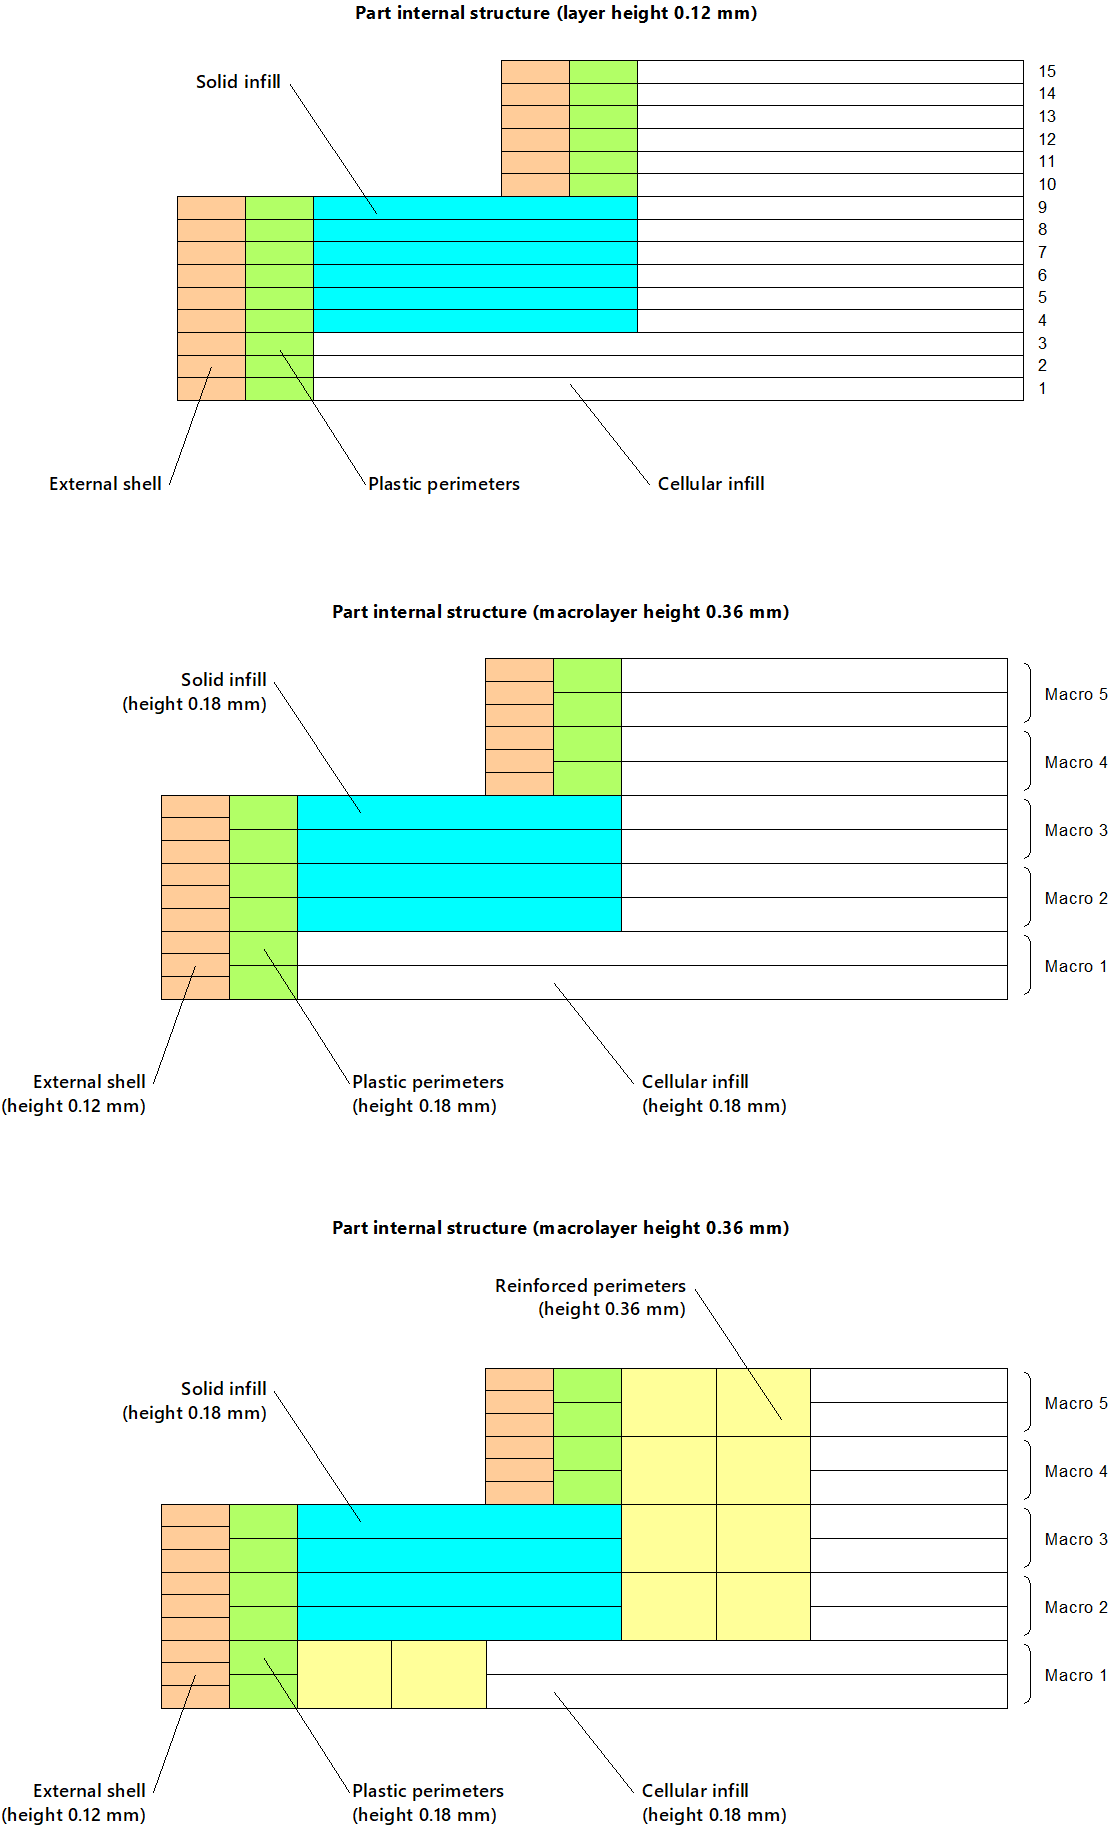 Part internal structure (layer height 0.12 mm)
Solid infill
15
14
13
12
11
10
9
8
7
6
5
4
3
2
1
External shell
Plastic perimeters
Cellular infill
Part internal structure (macrolayer height 0.36 mm)
Solid infill
(height 0.18 mm)
Macro 5
Macro 4
Macro 3
Macro 2
Macro 1
External shell
(height 0.12 mm)
Plastic perimeters
(height 0.18 mm)
Cellular infill
(height 0.18 mm)
Part internal structure (macrolayer height 0.36 mm)
Reinforced perimeters
(height 0.36 mm)
Solid infill
(height 0.18 mm)
Macro 5
Macro 4
Macro 3
Macro 2
Macro 1
External shell
(height 0.12 mm)
Plastic perimeters
(height 0.18 mm)
Cellular infill
(height 0.18 mm)